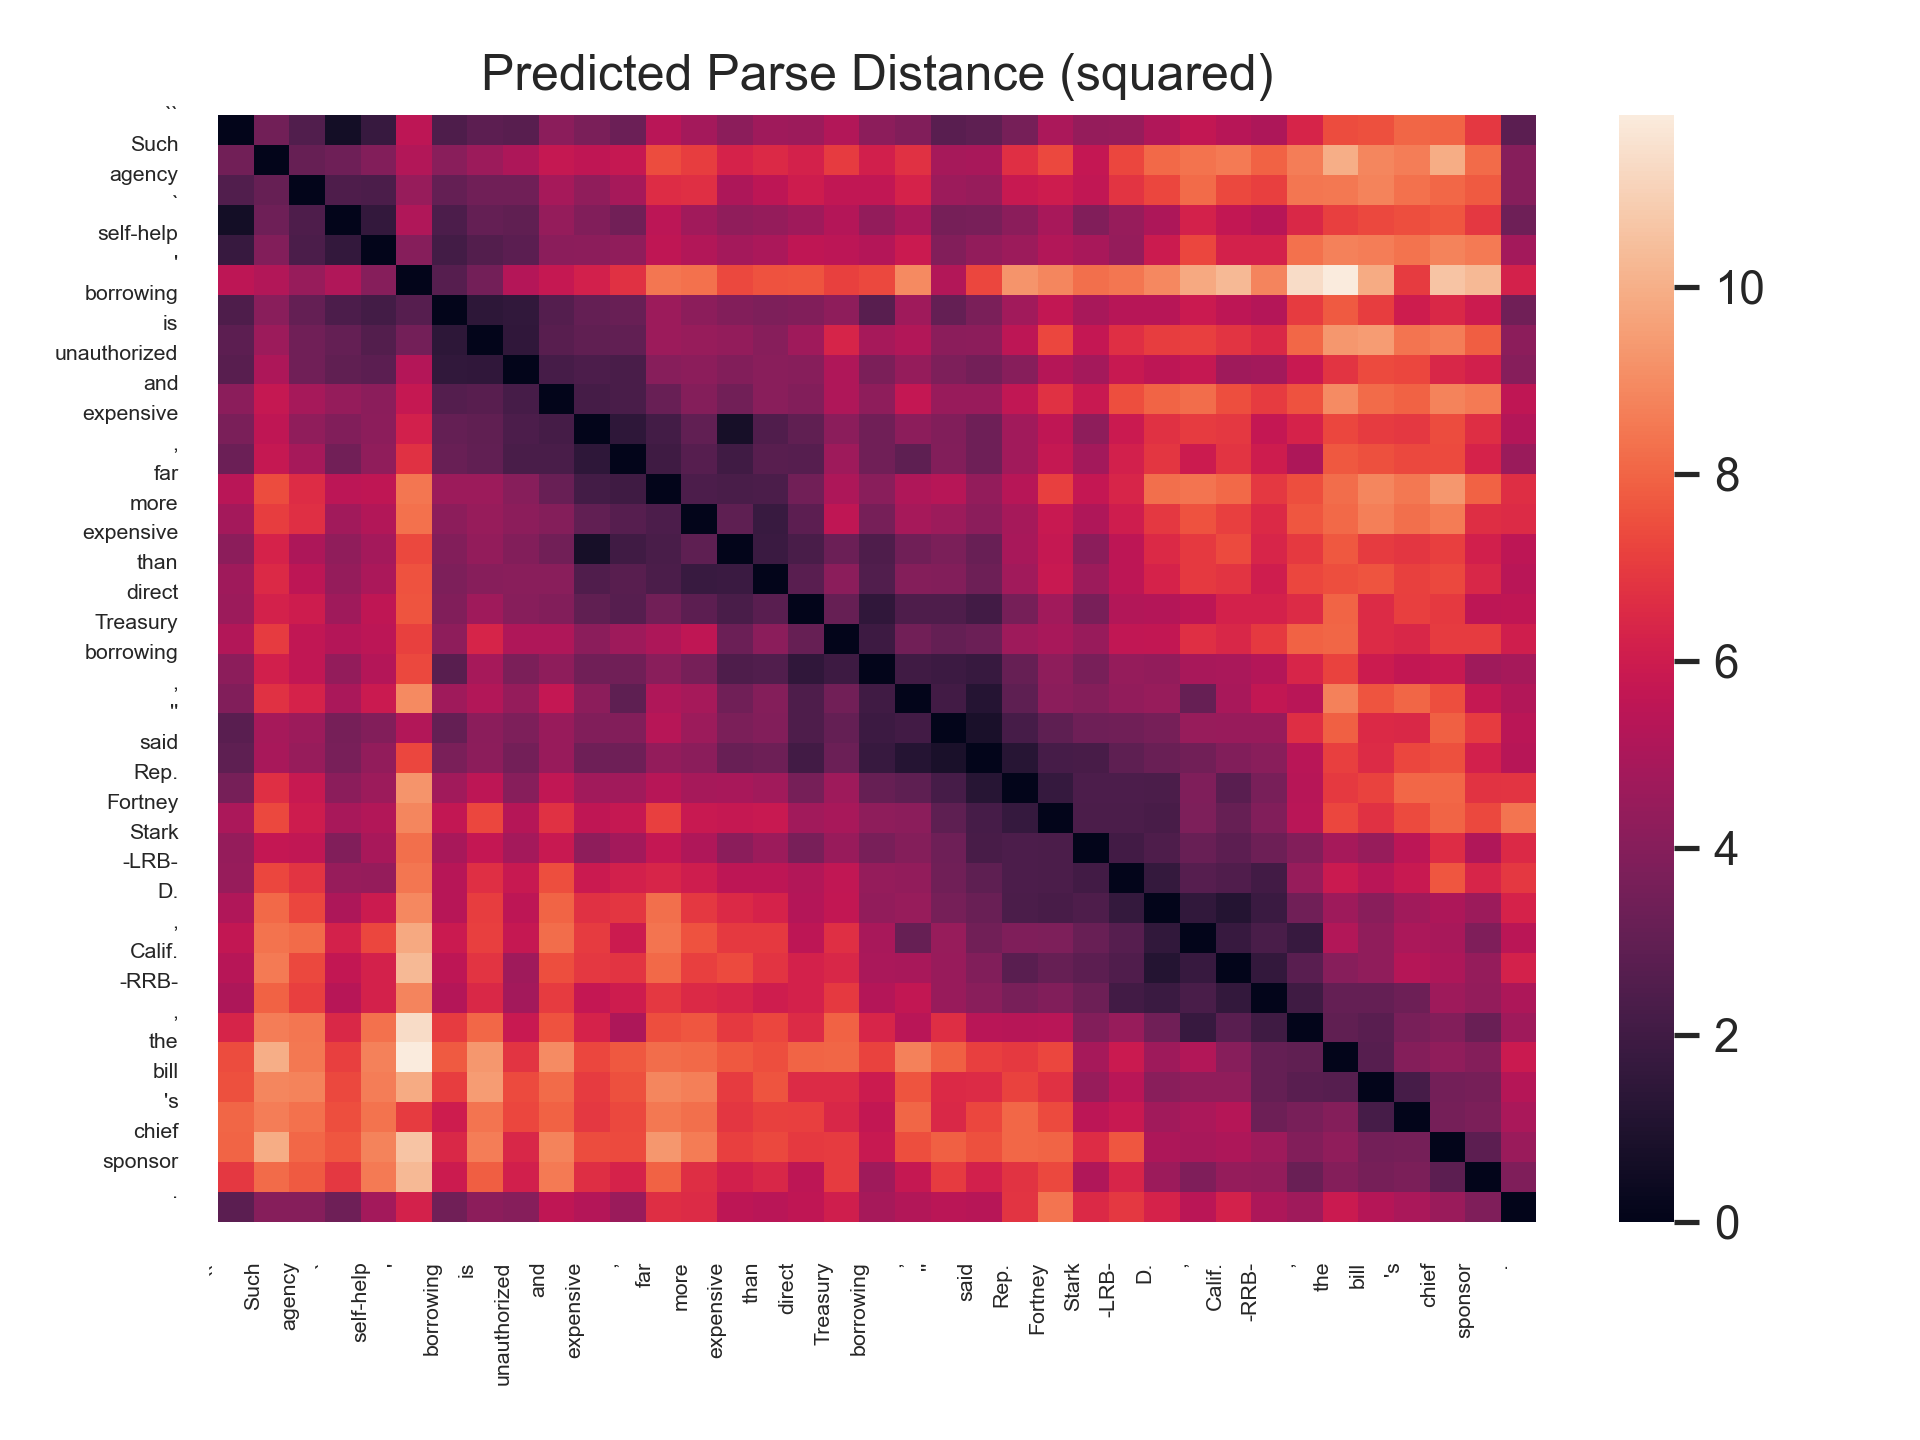 Predicted Parse Distance (squared)
``
Such
agency
`
self-help
'
borrowing
is
unauthorized
and
expensive
,
far
more
expensive
than
direct
Treasury
borrowing
,
''
said
Rep.
Fortney
Stark
-LRB-
D.
,
Calif.
-RRB-
,
the
bill
's
chief
sponsor
.
``
Such
agency
`
self-help
'
borrowing
is
unauthorized
and
expensive
,
far
more
expensive
than
direct
Treasury
borrowing
,
''
said
Rep.
Fortney
Stark
-LRB-
D.
,
Calif.
-RRB-
,
the
bill
's
chief
sponsor
.
10
8
6
4
2
0